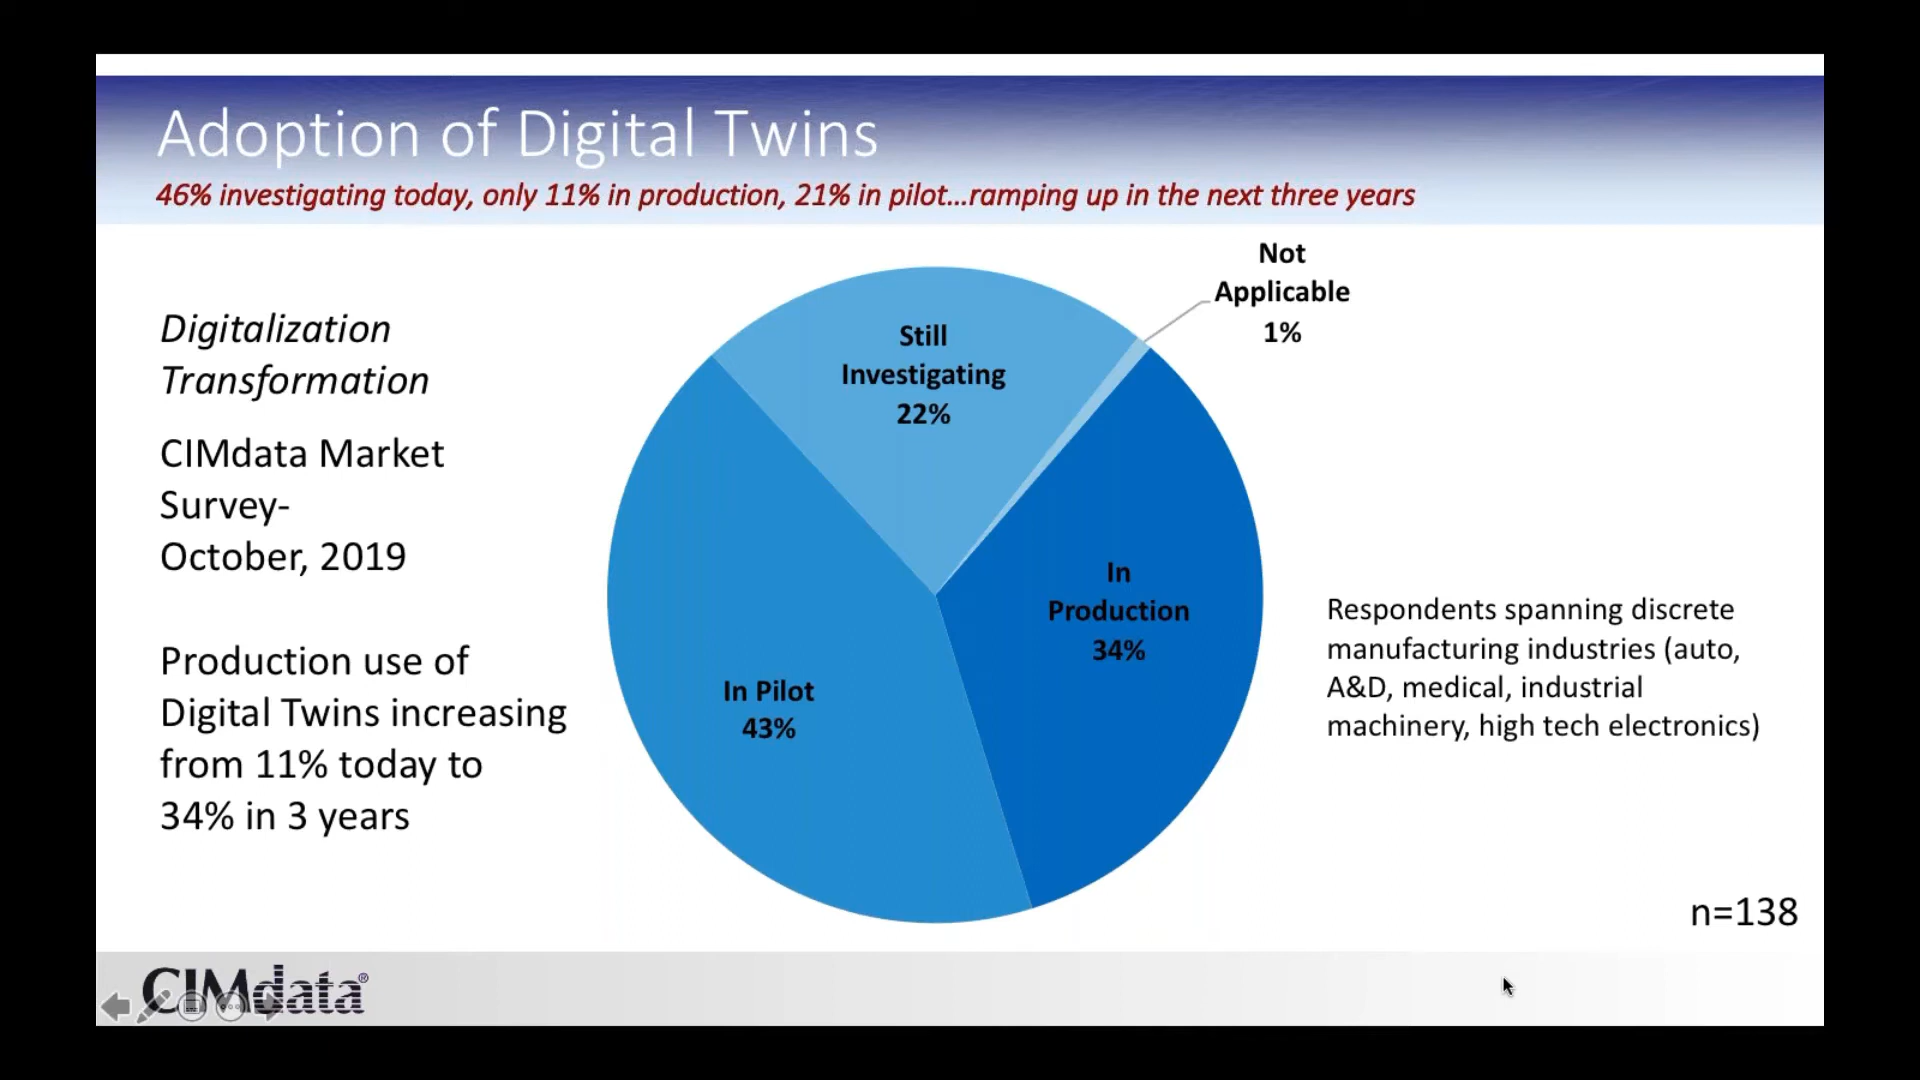 Adoption of Digital Twins
46% investigating today, only 11% in production, 21% in pilot...ramping up in the next three years
Digitalization
Transformation
CIMdata Market
Survey-
October, 2019
Production use of
Digital Twins increasing
from 11% today to
34% in 3 years
Still
Investigating
22%
Not
Applicable
1%
In
Production
34%
In Pilot
43%
Respondents spanning discrete
manufacturing industries (auto,
A&D, medical, industrial
machinery, high tech electronics)
n=138
CIMdata®